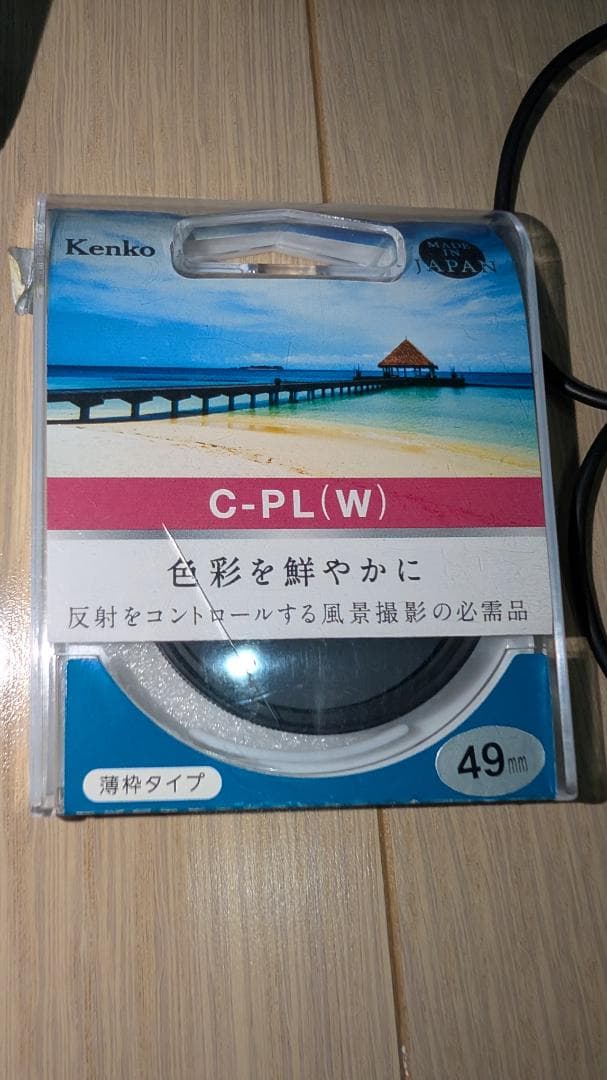 Kenko
MADE
IN
JAPAN
C-PL(W)
色彩を鮮やかに
反射をコントロールする風景撮影の必需品
薄枠タイプ
49mm